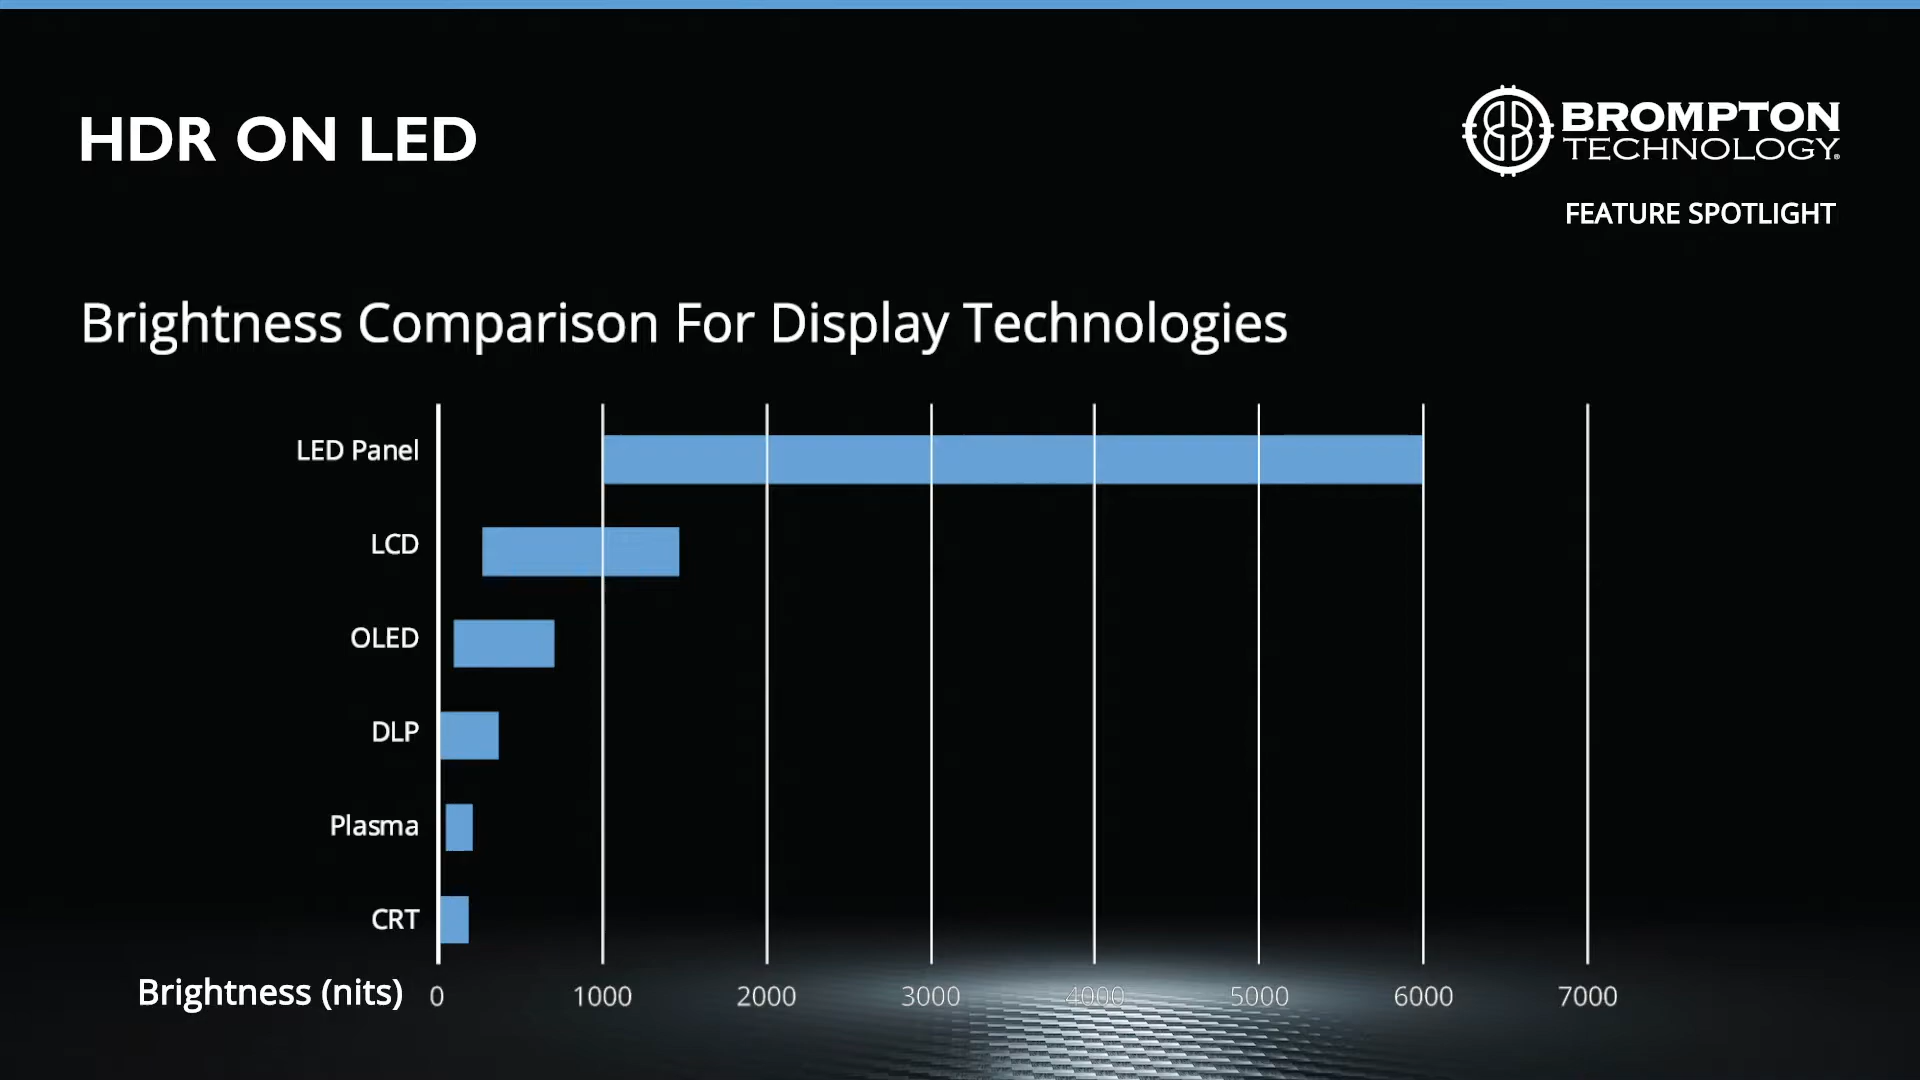 HDR ON LED
BROMPTON
TECHNOLOGY®
FEATURE SPOTLIGHT
Brightness Comparison For Display Technologies
LED Panel
LCD
OLED
DLP
Plasma
CRT
Brightness (nits) 0 1000 2000 3000 4000 5000 6000 7000